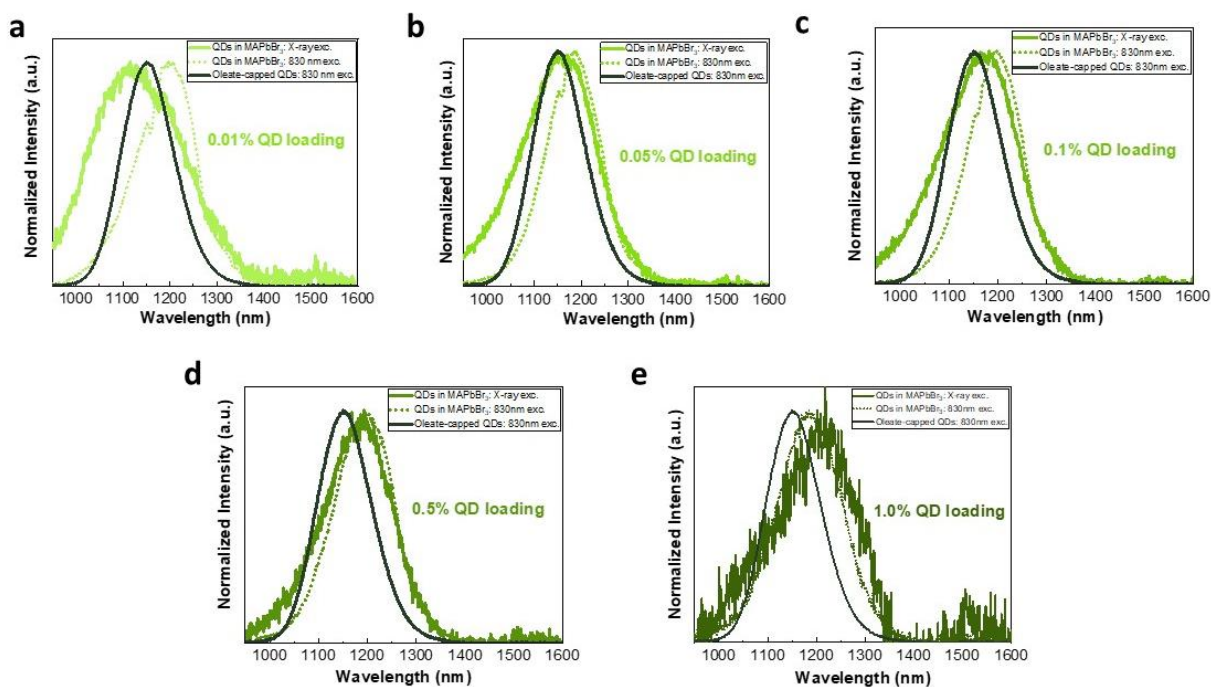 a
QDs in MAPbBr3: X-ray exc.
QDs in MAPbBr3: 830 nm exc.
Oleate-capped QDs: 830 nm exc.
0.01% QD loading
Normalized Intensity (a.u.)
1000 1100 1200 1300 1400 1500 1600
Wavelength (nm)
b
QDs in MAPbBr3: X-ray exc.
QDs in MAPbBr3: 830nm exc.
Oleate-capped QDs: 830nm exc.
0.05% QD loading
Normalized Intensity (a.u.)
1000 1100 1200 1300 1400 1500 1600
Wavelength (nm)
c
QDs in MAPbBr3: X-ray exc.
QDs in MAPbBr3: 830nm exc.
Oleate-capped QDs: 830nm exc.
0.1% QD loading
Normalized Intensity (a.u.)
1000 1100 1200 1300 1400 1500 1600
Wavelength (nm)
d
QDs in MAPbBr3: X-ray exc.
QDs in MAPbBr3: 830nm exc.
Oleate-capped QDs: 830nm exc.
0.5% QD loading
Normalized Intensity (a.u.)
1000 1100 1200 1300 1400 1500 1600
Wavelength (nm)
e
QDs in MAPbBr3: X-ray exc.
QDs in MAPbBr3: 830nm exc.
Oleate-capped QDs: 830nm exc.
1.0% QD loading
Normalized Intensity (a.u.)
1000 1100 1200 1300 1400 1500 1600
Wavelength (nm)